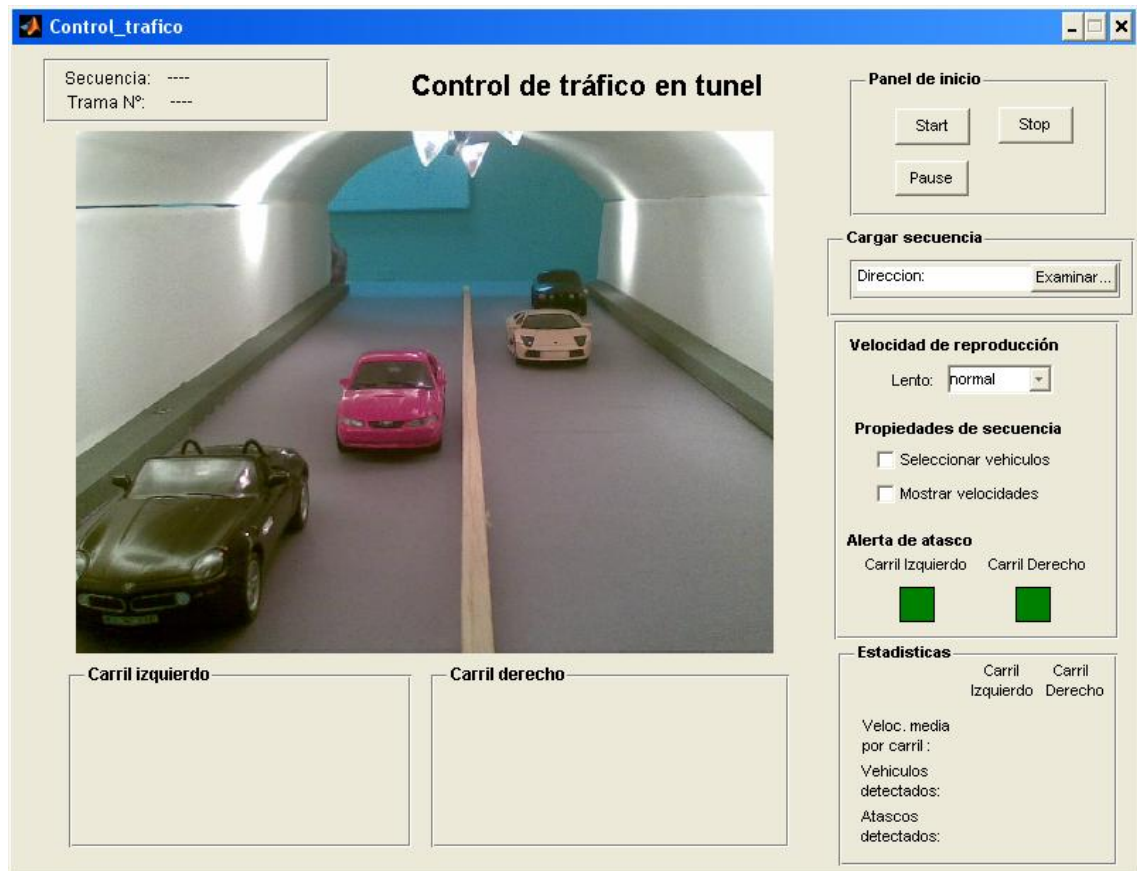 Control_trafico
Secuencia: ----
Trama Nº: ----
Control de tráfico en tunel
Panel de inicio
Start
Stop
Pause
Cargar secuencia
Direccion:
Examinar...
Velocidad de reproducción
Lento: normal
Propiedades de secuencia
Seleccionar vehiculos
Mostrar velocidades
Alerta de atasco
Carril Izquierdo
Carril Derecho
Carril izquierdo
Carril derecho
Estadisticas
Carril
Izquierdo
Carril
Derecho
Veloc. media
por carril :
Vehiculos
detectados:
Atascos
detectados: